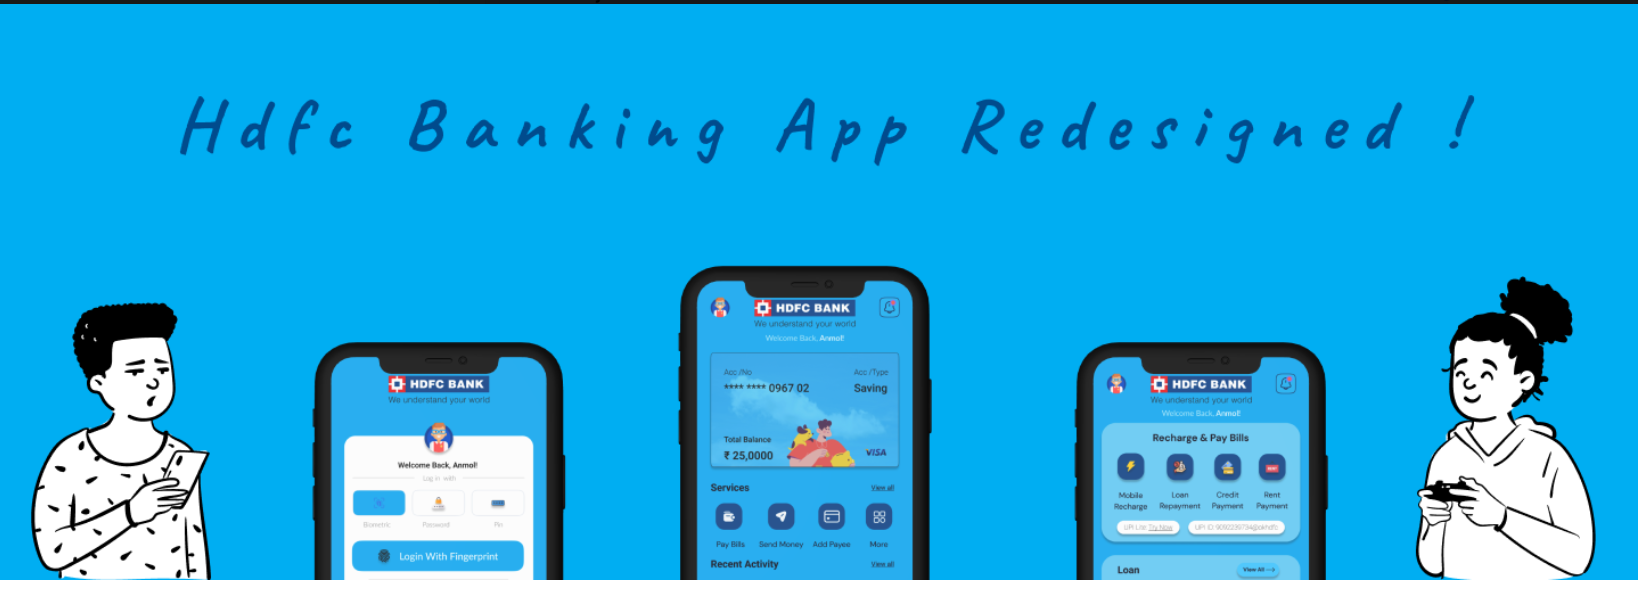 Hdfc Banking App Redesigned !
HDFC BANK
We understand your world
Welcome Back, Anmol!
Log in with
Biometric
Password
Pin
Login With Fingerprint
HDFC BANK
We understand your world
Welcome Back, Anmol!
Acc /No
Acc /Type
**** **** 0967 02
Saving
Total Balance
₹ 25,0000
VISA
Services
View all
Pay Bills
Send Money
Add Payee
More
Recent Activity
View all
HDFC BANK
We understand your world
Welcome Back, Anmol!
Recharge & Pay Bills
Mobile
Recharge
Loan
Repayment
Credit
Payment
Rent
Payment
UPI Lite Try Now
UPI ID:
Loan
View All